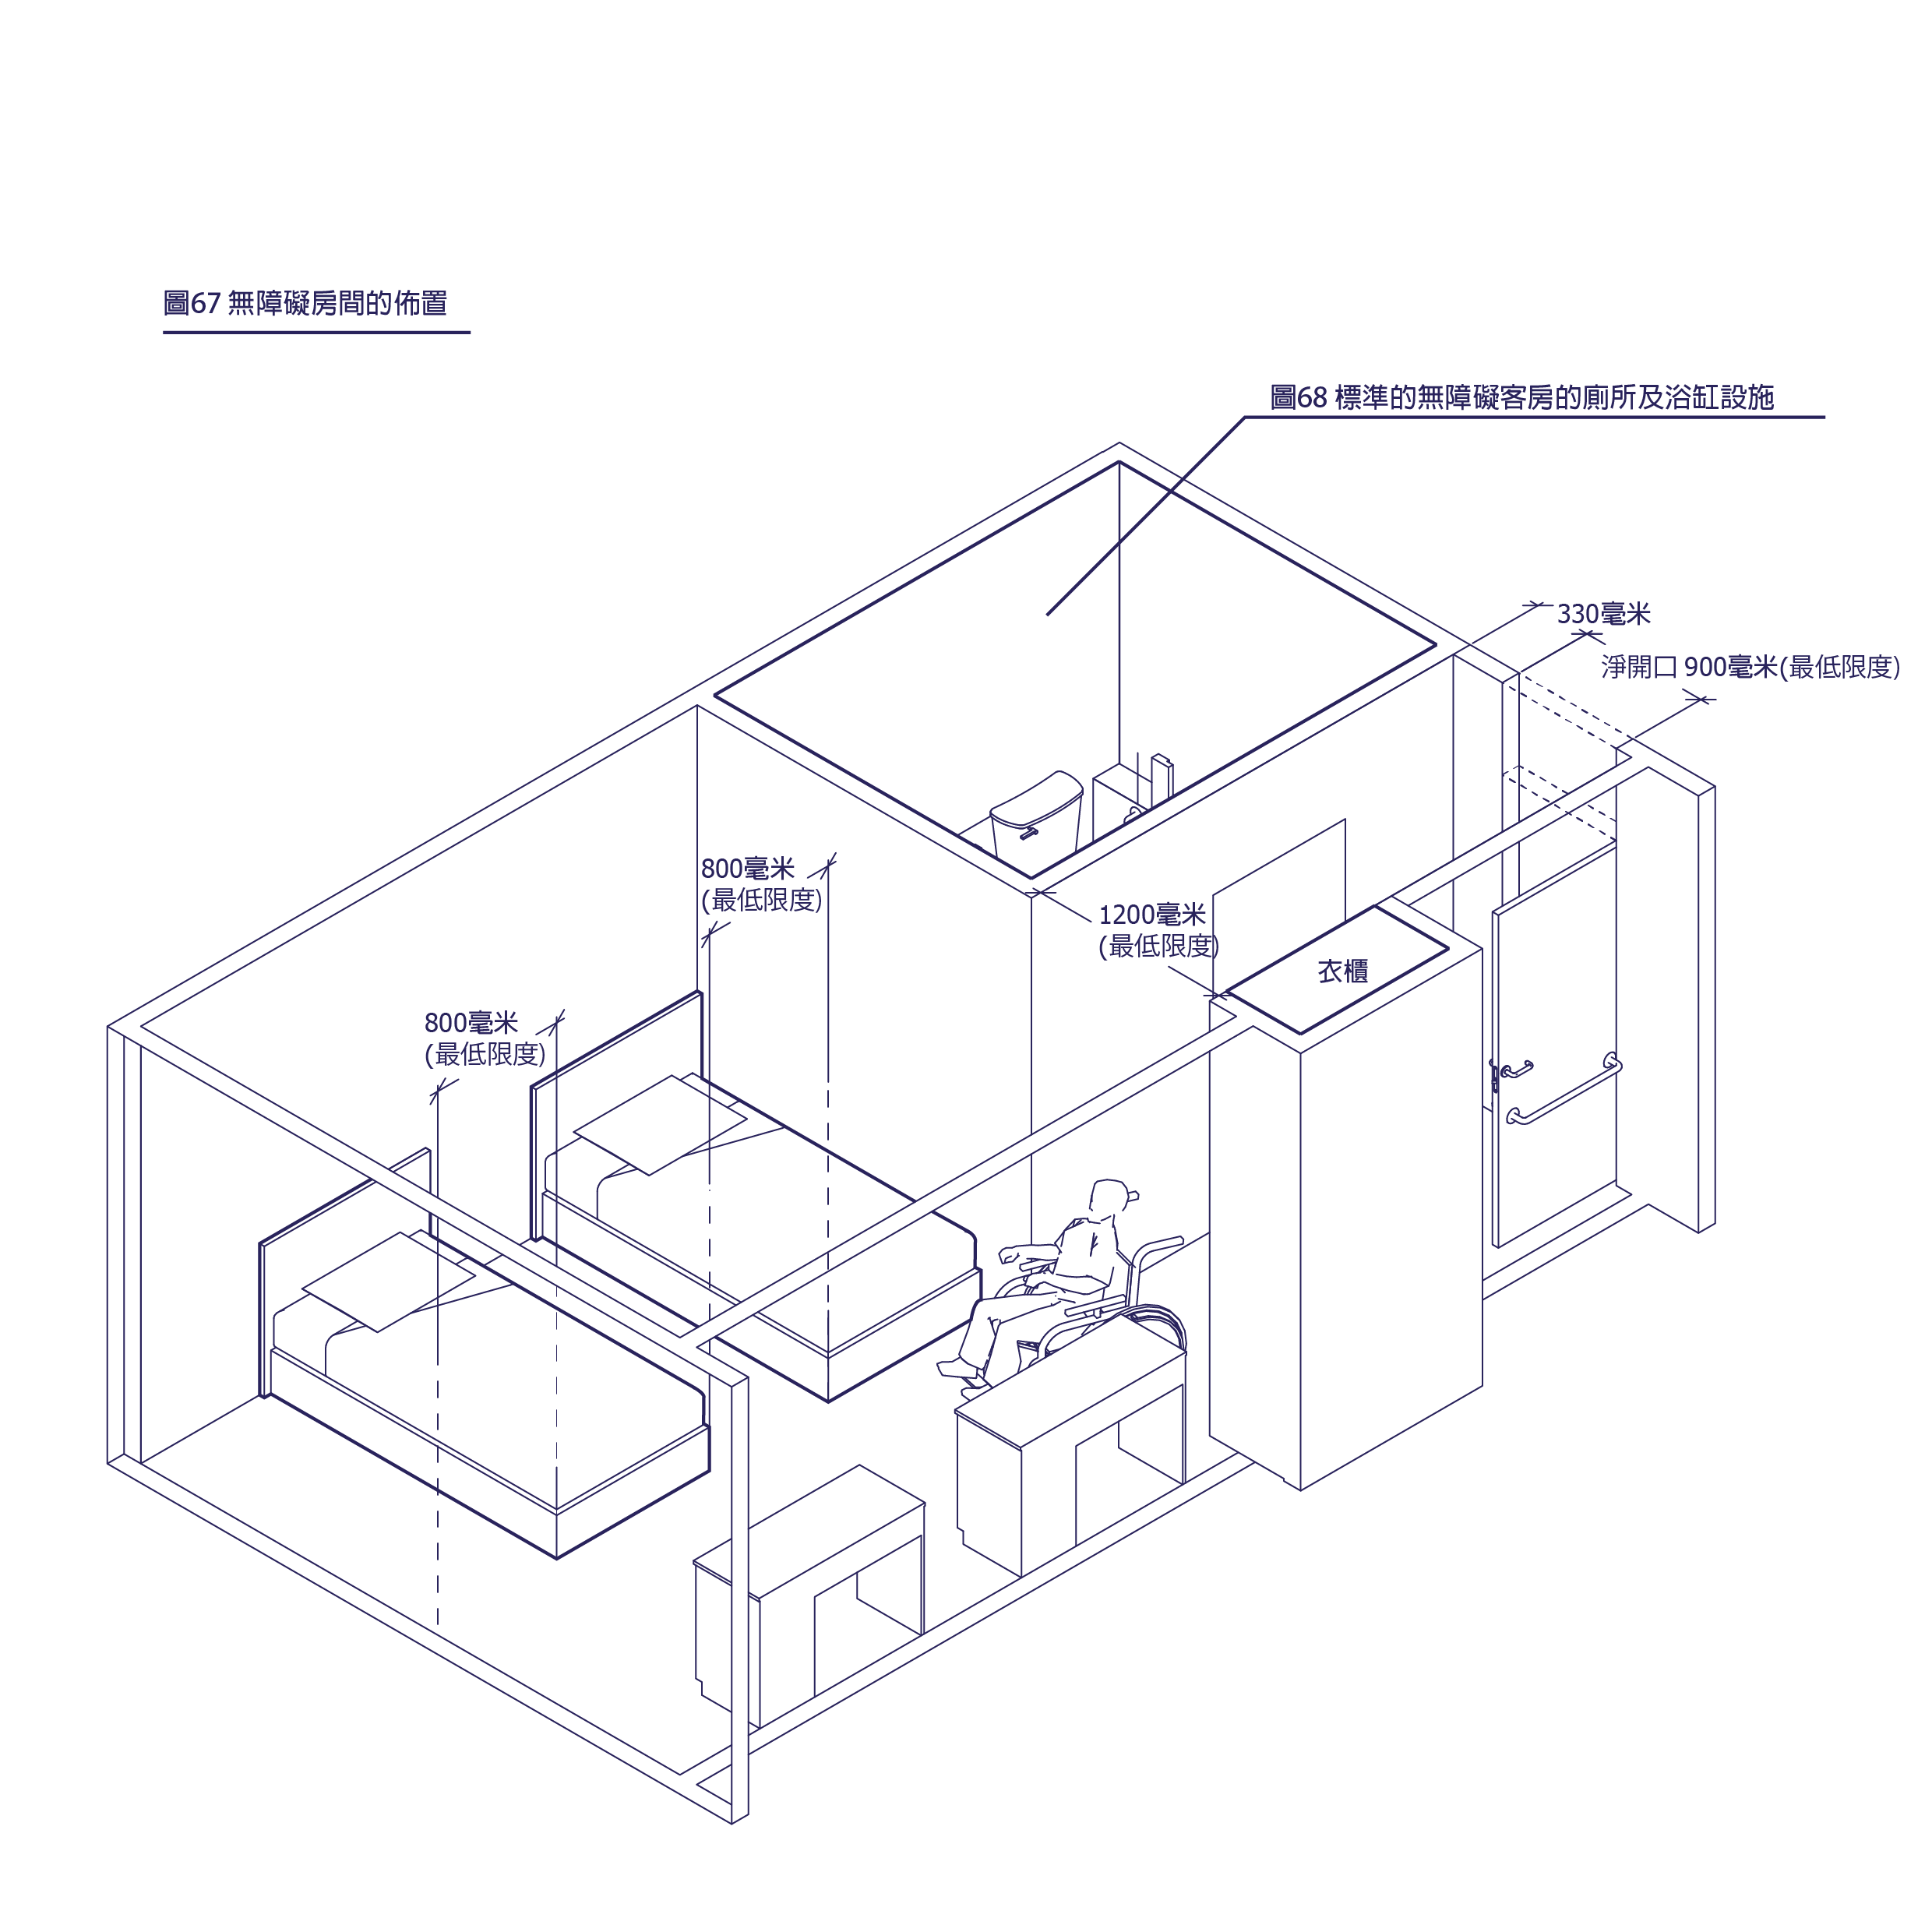 圖67 無障礙房間的佈置
圖68 標準的無障礙客房的廁所及浴缸設施
330毫米
淨開口 900毫米(最低限度)
800毫米
(最低限度)
1200毫米
(最低限度)
衣櫃
800毫米
(最低限度)